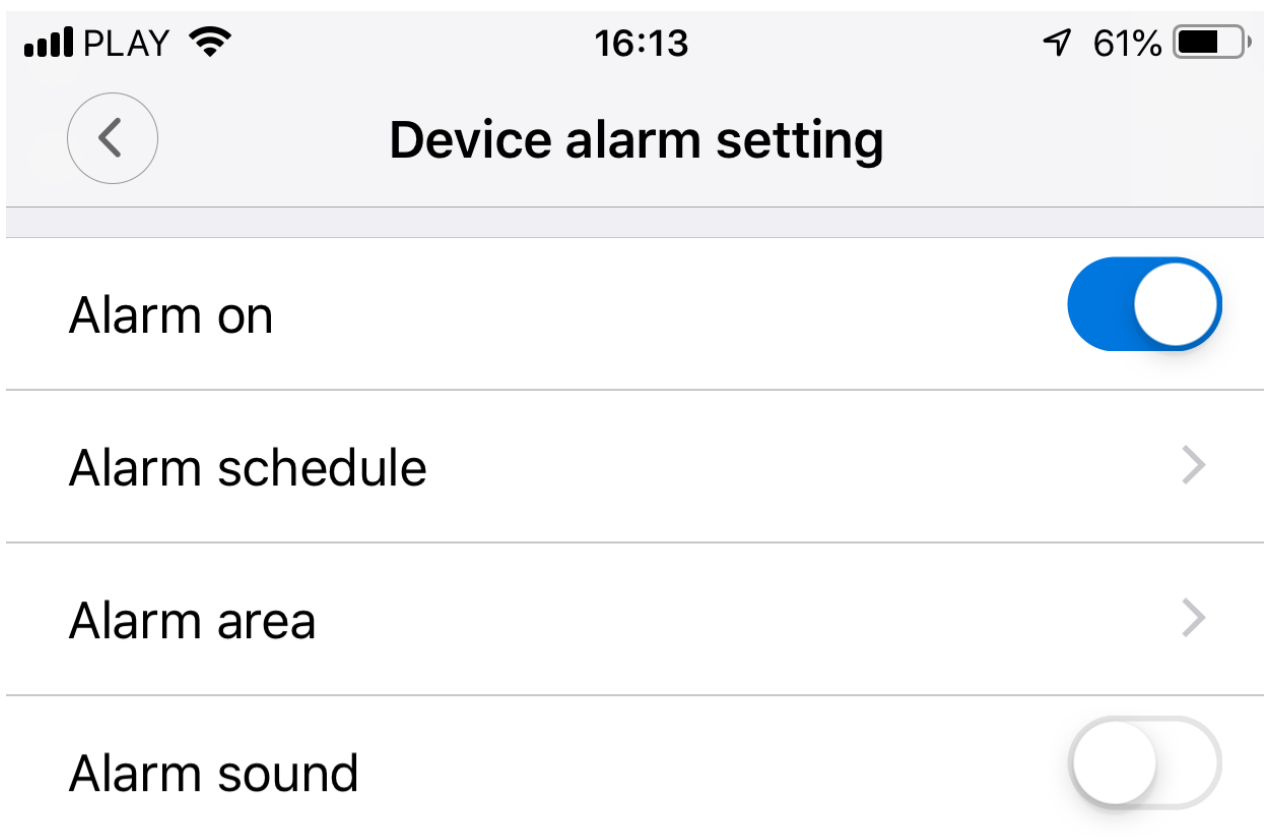 PLAY 16:13 61%
Device alarm setting
Alarm on
Alarm schedule
Alarm area
Alarm sound